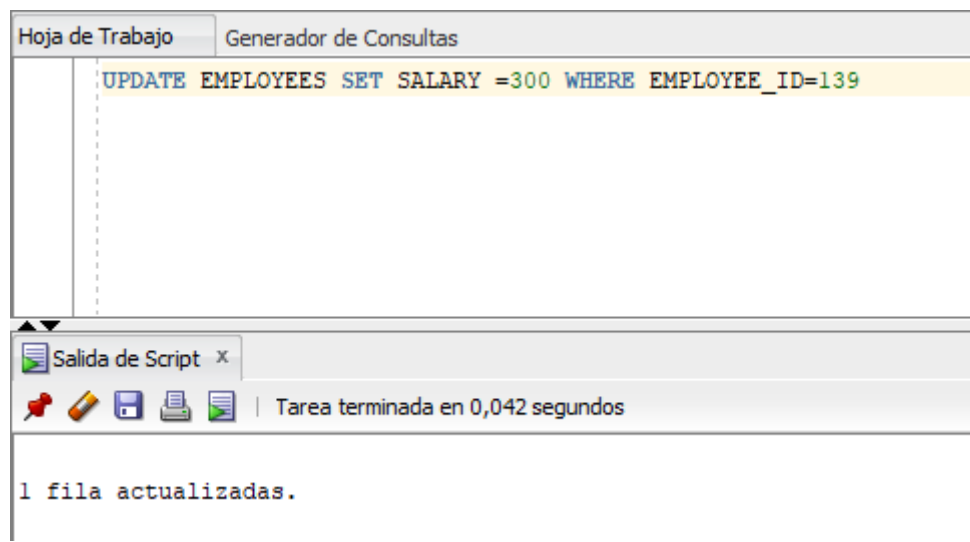 Hoja de Trabajo Generador de Consultas
UPDATE EMPLOYEES SET SALARY =300 WHERE EMPLOYEE_ID=139
Salida de Script x
Tarea terminada en 0,042 segundos
1 fila actualizadas.